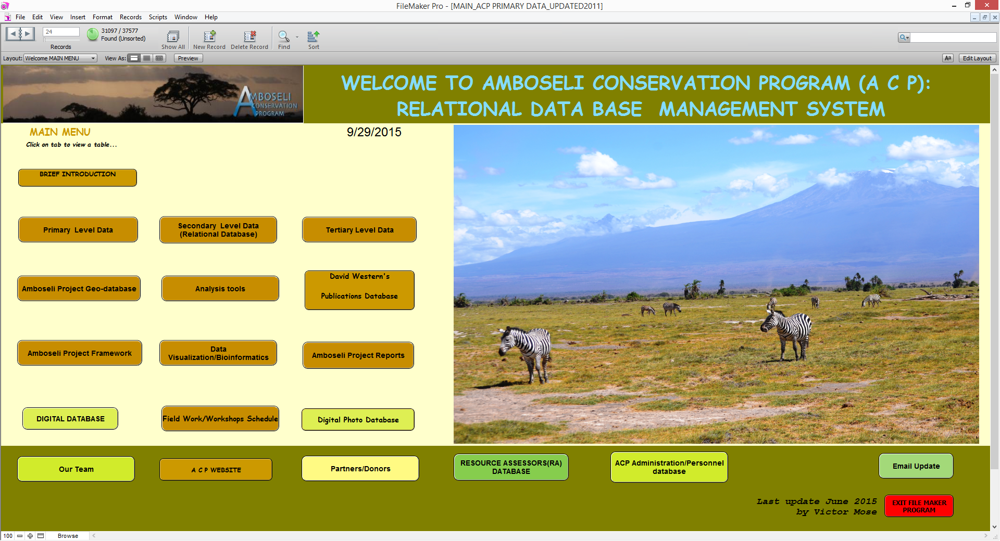 FileMaker Pro - [MAIN_ACP PRIMARY DATA_UPDATED2011]
File Edit View Insert Format Records Scripts Window Help
24
Records
31097 / 37577
Found (Unsorted)
Show All
New Record
Delete Record
Find
Sort
Layout: Welcome MAIN MENU
View As:
Preview
Aa
Edit Layout
AMBOSELI
CONSERVATION
PROGRAM
WELCOME TO AMBOSELI CONSERVATION PROGRAM (A C P):
RELATIONAL DATA BASE MANAGEMENT SYSTEM
MAIN MENU
Click on tab to view a table...
9/29/2015
BRIEF INTRODUCTION
Primary Level Data
Secondary Level Data
(Relational Database)
Tertiary Level Data
Amboseli Project Geo-database
Analysis tools
David Western's
Publications Database
Amboseli Project Framework
Data
Visualization/Bioinformatics
Amboseli Project Reports
DIGITAL DATABASE
Field Work/Workshops Schedule
Digital Photo Database
Our Team
A C P WEBSITE
Partners/Donors
RESOURCE ASSESSORS(RA)
DATABASE
ACP Administration/Personnel
database
Email Update
Last update June 2015
by Victor Mose
EXIT FILE MAKER
PROGRAM
100
Browse